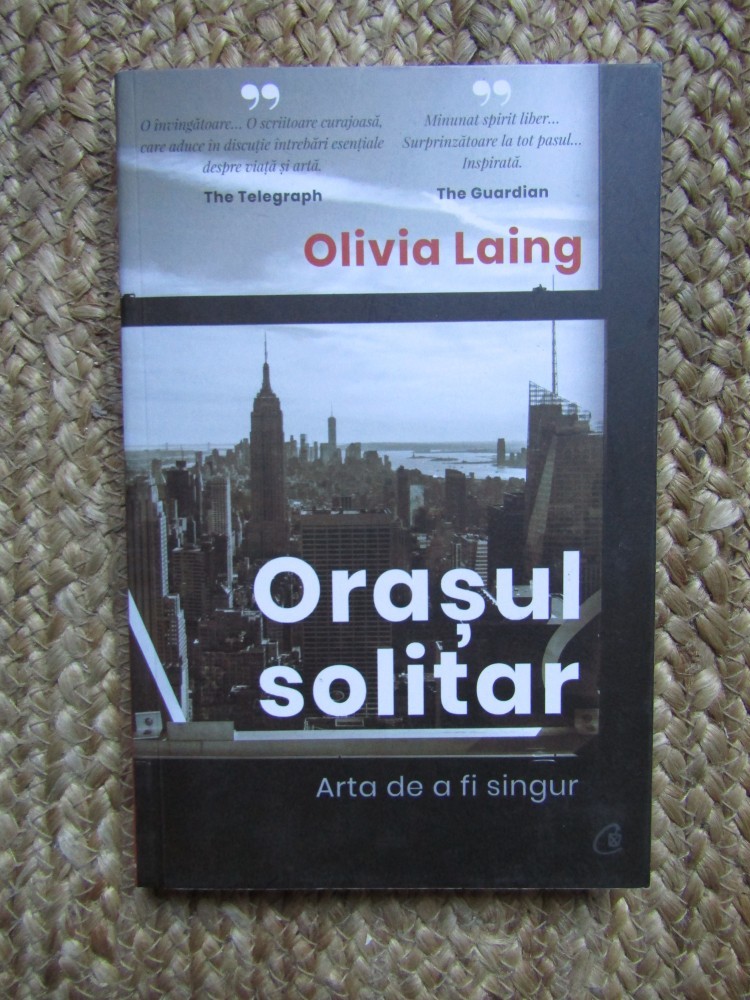 ”
O învingătoare... O scriitoare curajoasă,
care aduce în discuție întrebări esențiale
despre viață și artă.
The Telegraph
”
Minunat spirit liber...
Surprinzătoare la tot pasul...
Inspirată.
The Guardian
Olivia Laing
Orașul
solitar
Arta de a fi singur